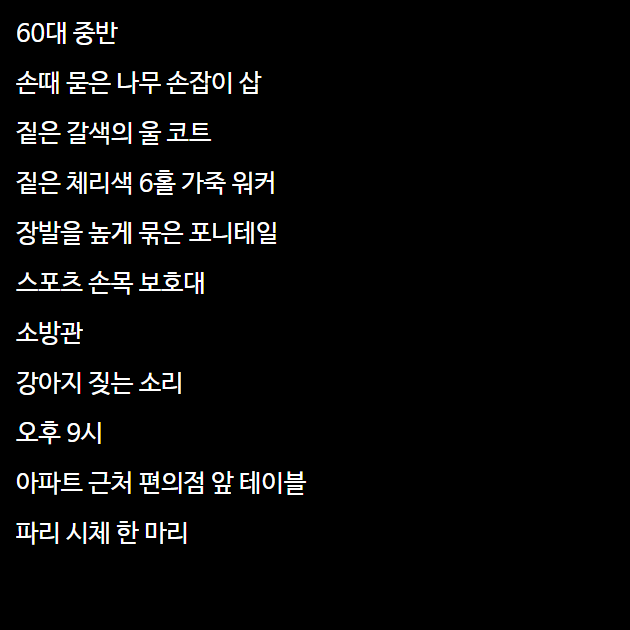 60대 중반
손때 묻은 나무 손잡이 삽
짙은 갈색의 울 코트
짙은 체리색 6홀 가죽 워커
장발을 높게 묶은 포니테일
스포츠 손목 보호대
소방관
강아지 짖는 소리
오후 9시
아파트 근처 편의점 앞 테이블
파리 시체 한 마리